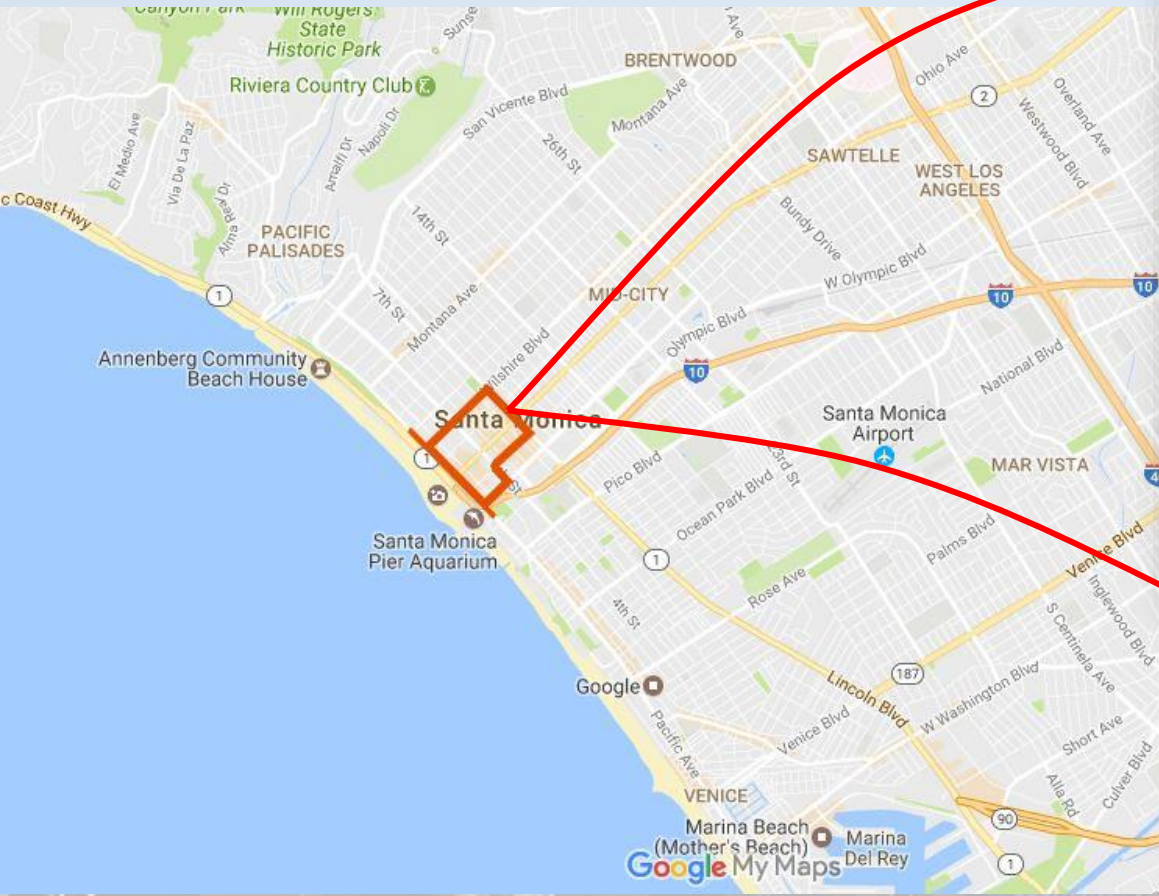 Canyon Park
Will Rogers
State
Historic Park
Sunse
Ave
BRENTWOOD
Ohio Ave
Riviera Country Club
San Vicente Blvd
Montana Ave
2
Overland Ave
Westwood Blvd
El Medio Ave
Via De La Paz
Amalfi Dr
Napoli Dr
26th St
SAWTELLE
WEST LOS
ANGELES
c Coast Hwy
Alma Real Dr
PACIFIC
PALISADES
14th St
Bundy Drive
W Olympic Blvd
1
7th St
Montana Ave
MID-CITY
10
10
Olympic Blvd
Wilshire Blvd
Annenberg Community
Beach House
10
National Blvd
Santa Monica
Santa Monica
Airport
1
Pico Blvd
23rd St
MAR VISTA
4
Ocean Park Blvd
Santa Monica
Pier Aquarium
Palms Blvd
Venice Blvd
1
Rose Ave
4th St
Inglewood Blvd
S Centinela Ave
187
Google
Lincoln Blvd
W Washington Blvd
Pacific Ave
Venice Blvd
Short Ave
Culver Blvd
Alla Rd
VENICE
90
Marina Beach
(Mother's Beach)
Marina
Del Rey
1
Google My Maps